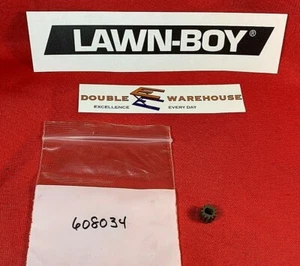 LAWN-BOY®
DOUBLE WAREHOUSE
EXCELLENCE EVERY DAY
608034